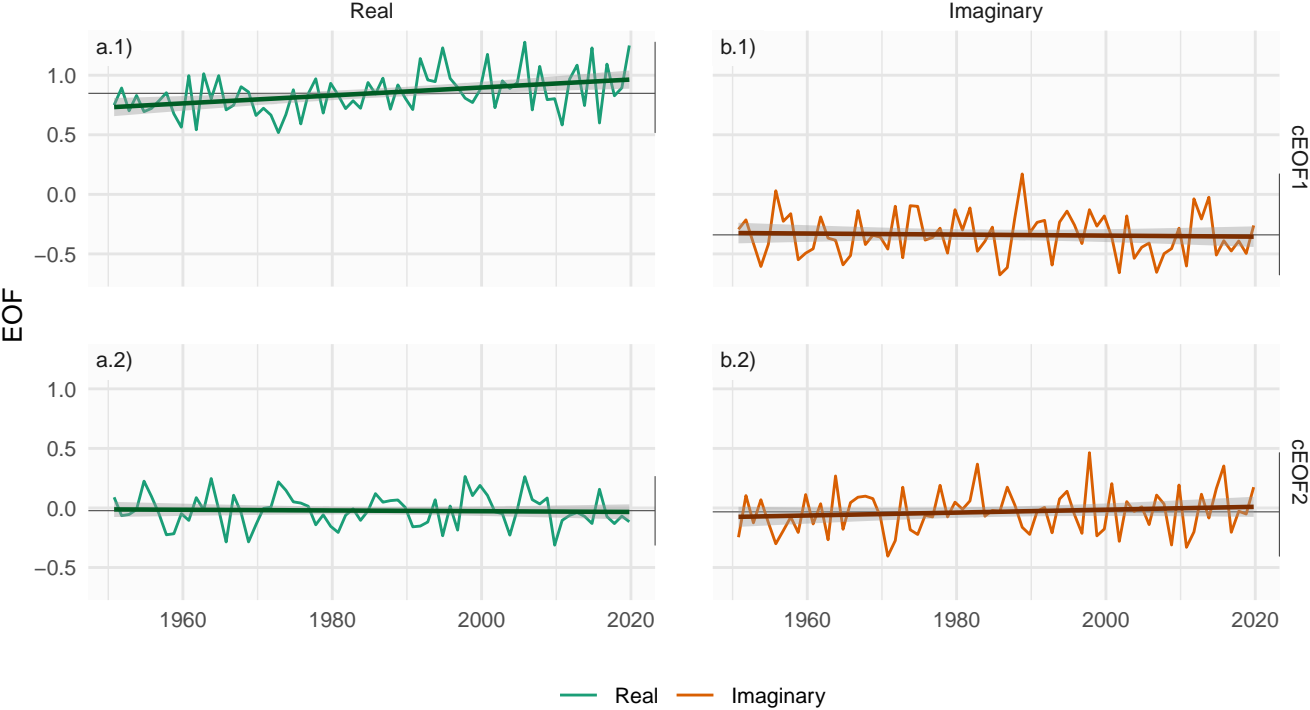 Real
Imaginary
a.1)
b.1)
1.0
0.5
0.0
−0.5
cEOF1
EOF
a.2)
b.2)
1.0
0.5
0.0
−0.5
cEOF2
1960 1980 2000 2020
1960 1980 2000 2020
Real Imaginary